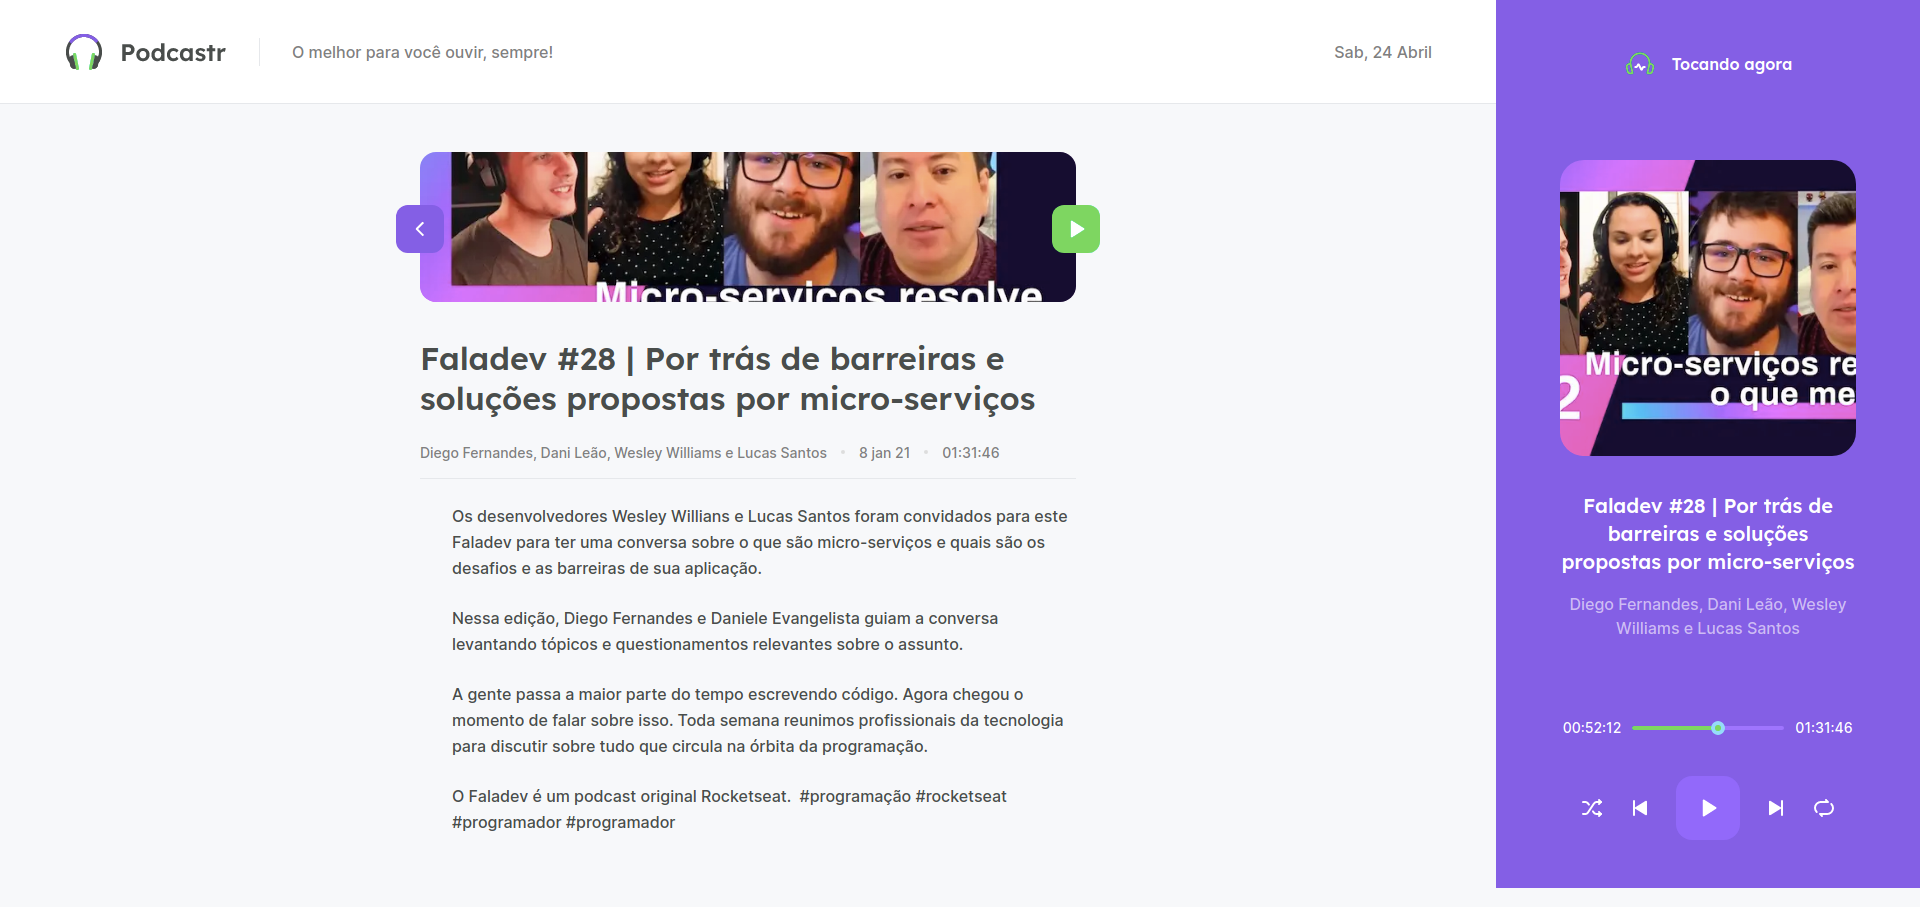 Podcastr
O melhor para você ouvir, sempre!
Sab, 24 Abril
Micro-serviços resolve
Faladev #28 | Por trás de barreiras e
soluções propostas por micro-serviços
Diego Fernandes, Dani Leão, Wesley Williams e Lucas Santos • 8 jan 21 • 01:31:46
Os desenvolvedores Wesley Willians e Lucas Santos foram convidados para este
Faladev para ter uma conversa sobre o que são micro-serviços e quais são os
desafios e as barreiras de sua aplicação.
Nessa edição, Diego Fernandes e Daniele Evangelista guiam a conversa
levantando tópicos e questionamentos relevantes sobre o assunto.
A gente passa a maior parte do tempo escrevendo código. Agora chegou o
momento de falar sobre isso. Toda semana reunimos profissionais da tecnologia
para discutir sobre tudo que circula na órbita da programação.
O Faladev é um podcast original Rocketseat.  #programação #rocketseat
#programador #programador
Tocando agora
Micro-serviços re
2 o que me
Faladev #28 | Por trás de
barreiras e soluções
propostas por micro-serviços
Diego Fernandes, Dani Leão, Wesley
Williams e Lucas Santos
00:52:12 01:31:46